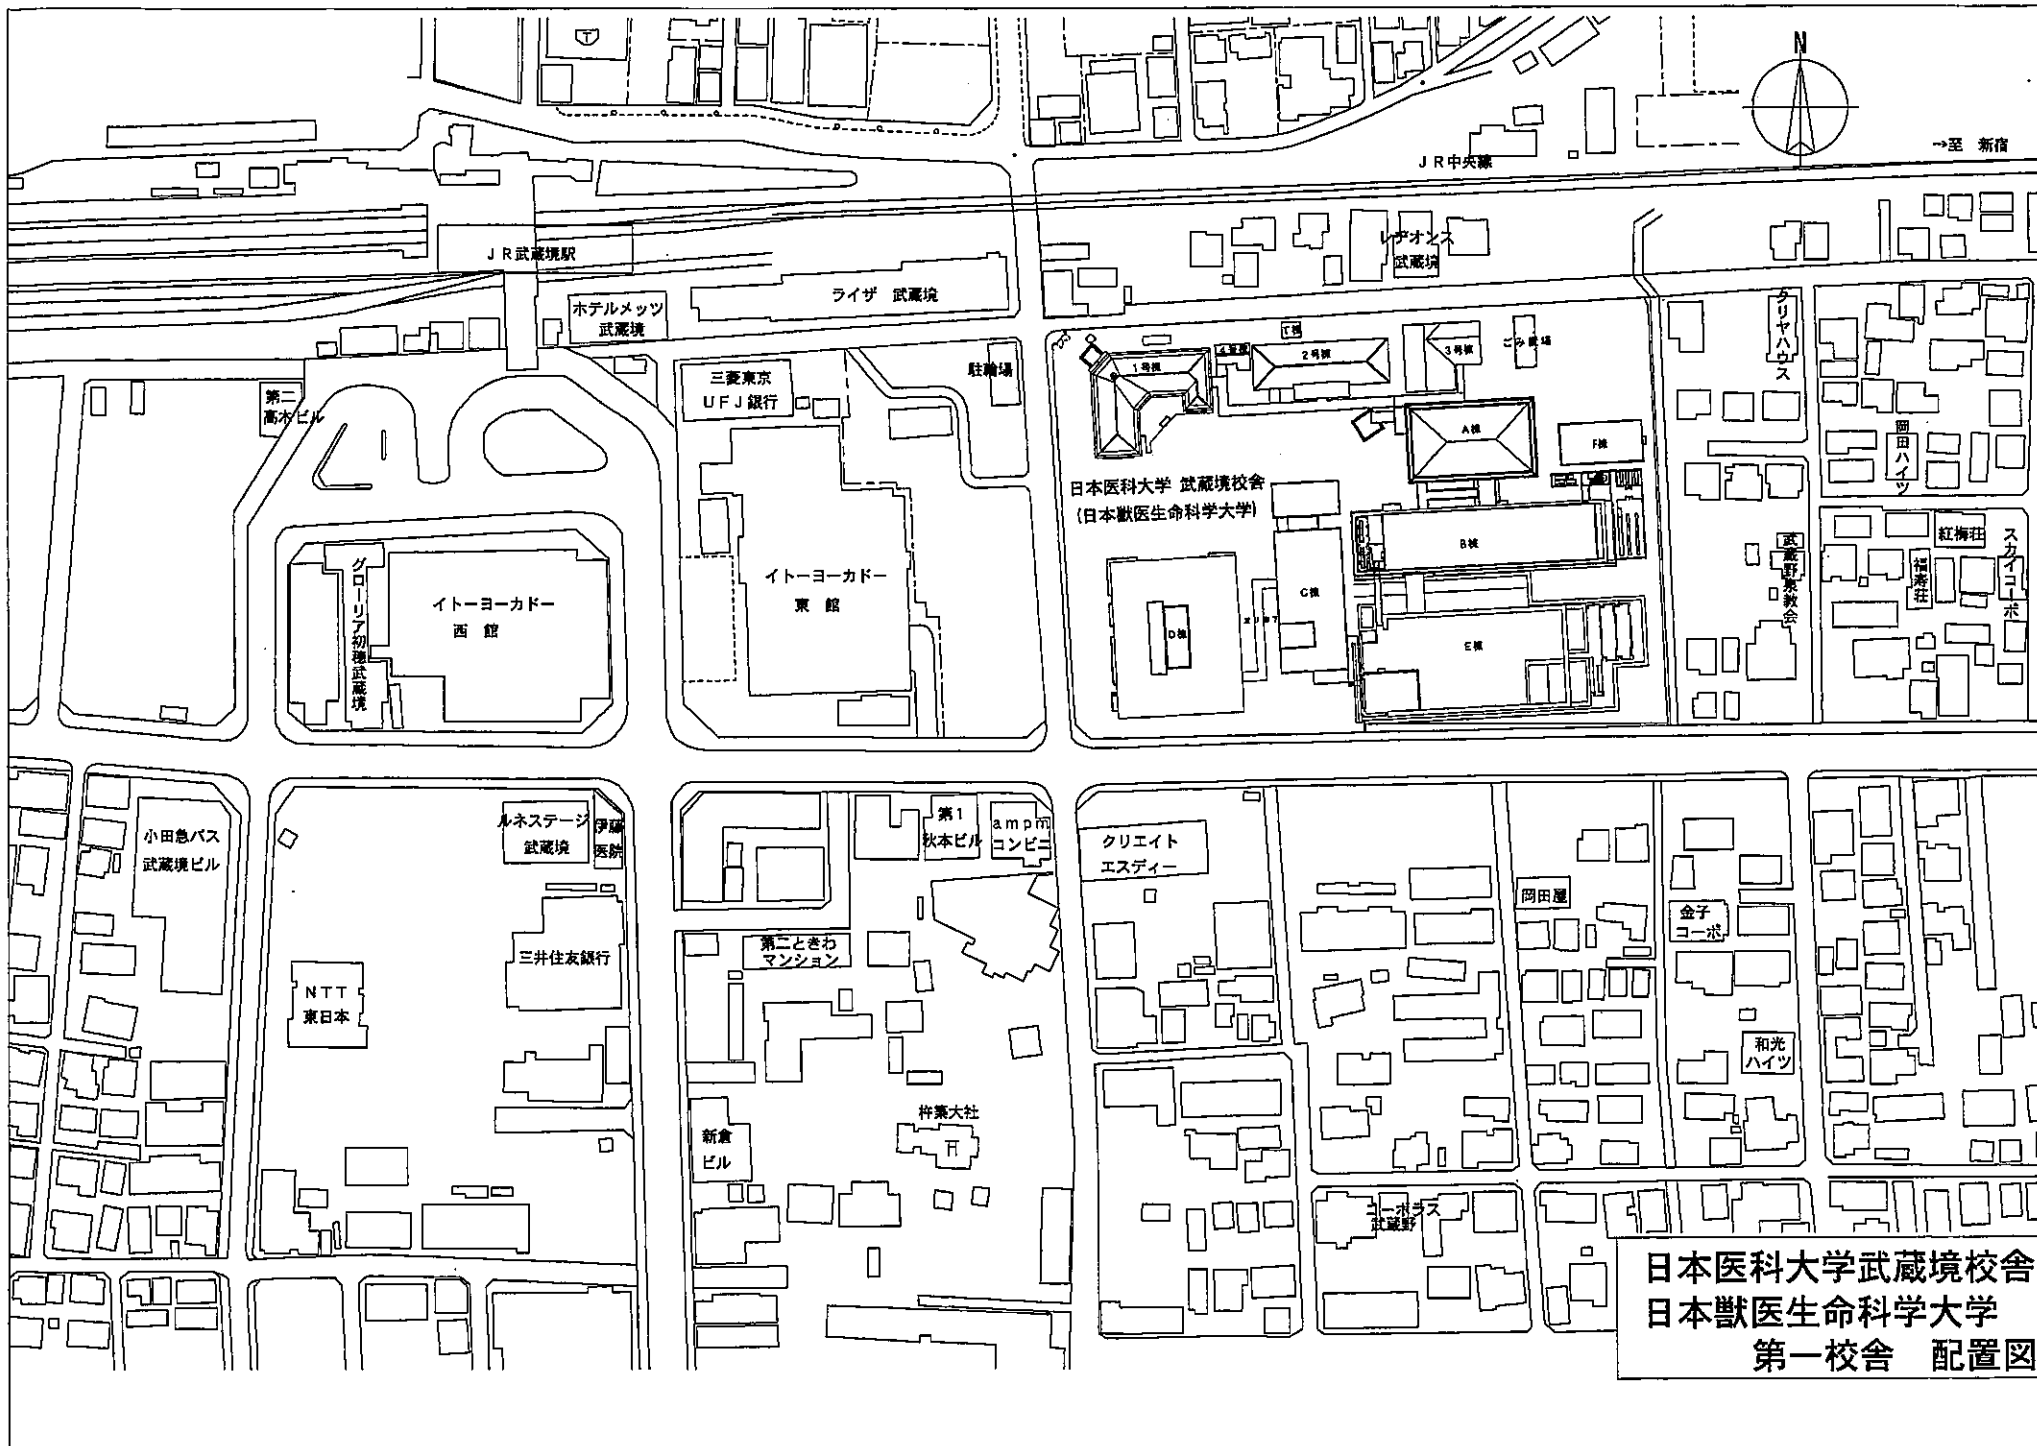 N
→至 新宿
JR中央線
JR武蔵境駅
レヂオンス
武蔵境
ライザ 武蔵境
ホテルメッツ
武蔵境
タリヤハウス
T棟
4号棟
2号棟
3号棟
1号棟
三菱東京
UFJ銀行
駐輪場
第二
高木ビル
A棟
F棟
岡田ハイツ
日本医科大学 武蔵境校舎
(日本獣医生命科学大学)
B棟
紅梅荘
スカイコーポ
福寿荘
武蔵野東教会
グローリア初穂武蔵境
イトーヨーカドー
西 館
イトーヨーカドー
東 館
C棟
D棟
E棟
小田急バス
武蔵境ビル
ルネステージ
武蔵境
伊藤
医院
第1
秋本ビル
ampm
コンビニ
クリエイト
エスディー
岡田屋
金子
コーポ
第二ときわ
マンション
三井住友銀行
NTT
東日本
和光
ハイツ
杵築大社
新倉
ビル
コーポラス
武蔵野
日本医科大学武蔵境校舎
日本獣医生命科学大学
第一校舎 配置図